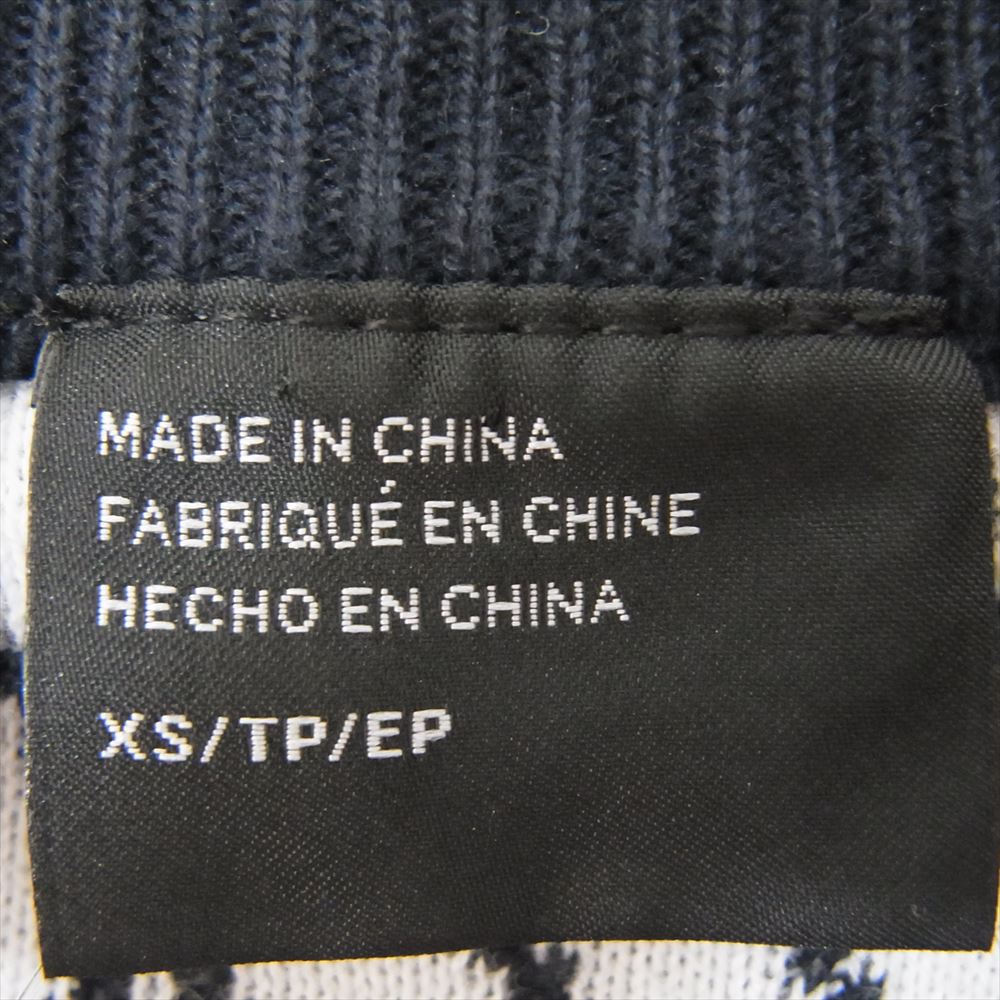 MADE IN CHINA
FABRIQUÉ EN CHINE
HECHO EN CHINA
XS/TP/EP